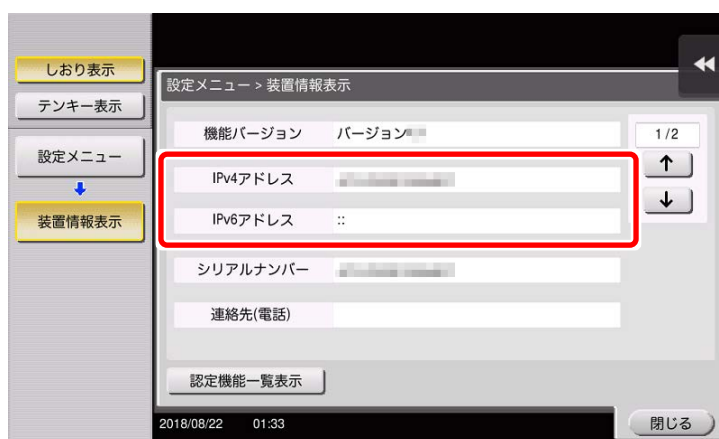 しおり表示
テンキー表示
設定メニュー
装置情報表示
設定メニュー > 装置情報表示
機能バージョン バージョン
1/2
IPv4アドレス
IPv6アドレス ::
シリアルナンバー
連絡先(電話)
認定機能一覧表示
2018/08/22 01:33
閉じる